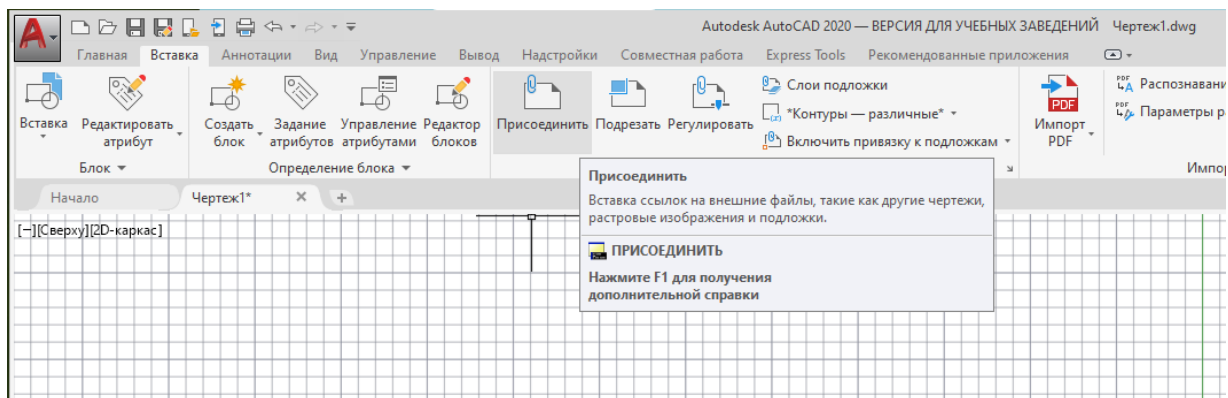 Autodesk AutoCAD 2020 — ВЕРСИЯ ДЛЯ УЧЕБНЫХ ЗАВЕДЕНИЙ Чертеж1.dwg
Главная Вставка Аннотации Вид Управление Вывод Надстройки Совместная работа Express Tools Рекомендованные приложения
Вставка
Редактировать
атрибут
Создать
блок
Задание
атрибутов
Управление
атрибутами
Редактор
блоков
Присоединить
Подрезать
Регулировать
Слои подложки
*Контуры — различные*
Включить привязку к подложкам
PDF
Импорт
PDF
PDF
PDF
Параметры
Блок
Определение блока
Начало
Чертеж1*
[−][Сверху][2D-каркас]
Присоединить
Вставка ссылок на внешние файлы, такие как другие чертежи,
растровые изображения и подложки.
ПРИСОЕДИНИТЬ
Нажмите F1 для получения
дополнительной справки